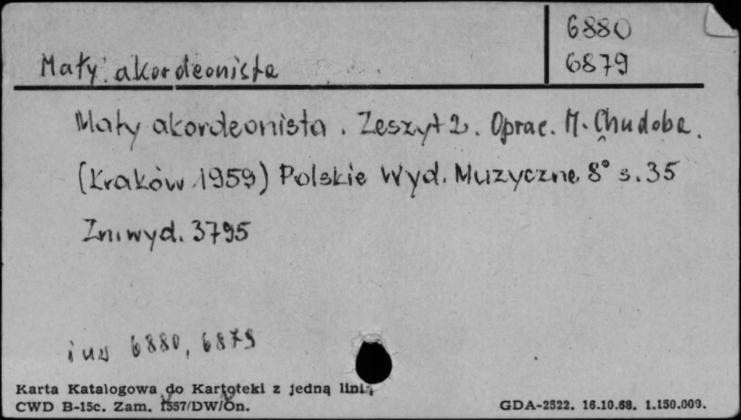 6880
Mały akordeonista 6879
Mały akordeonista. Zeszyt 2. Oprac. M. Chudoba.
(Kraków 1959) Polskie Wyd. Muzyczne 8° s. 35
Zn. wyd. 3795
inw 6880, 6879
Karta Katalogowa do Kartoteki z jedną linią
CWD B-15c. Zam. 1557/DW/On. GDA-2522. 16.10.68. 1.150.000.